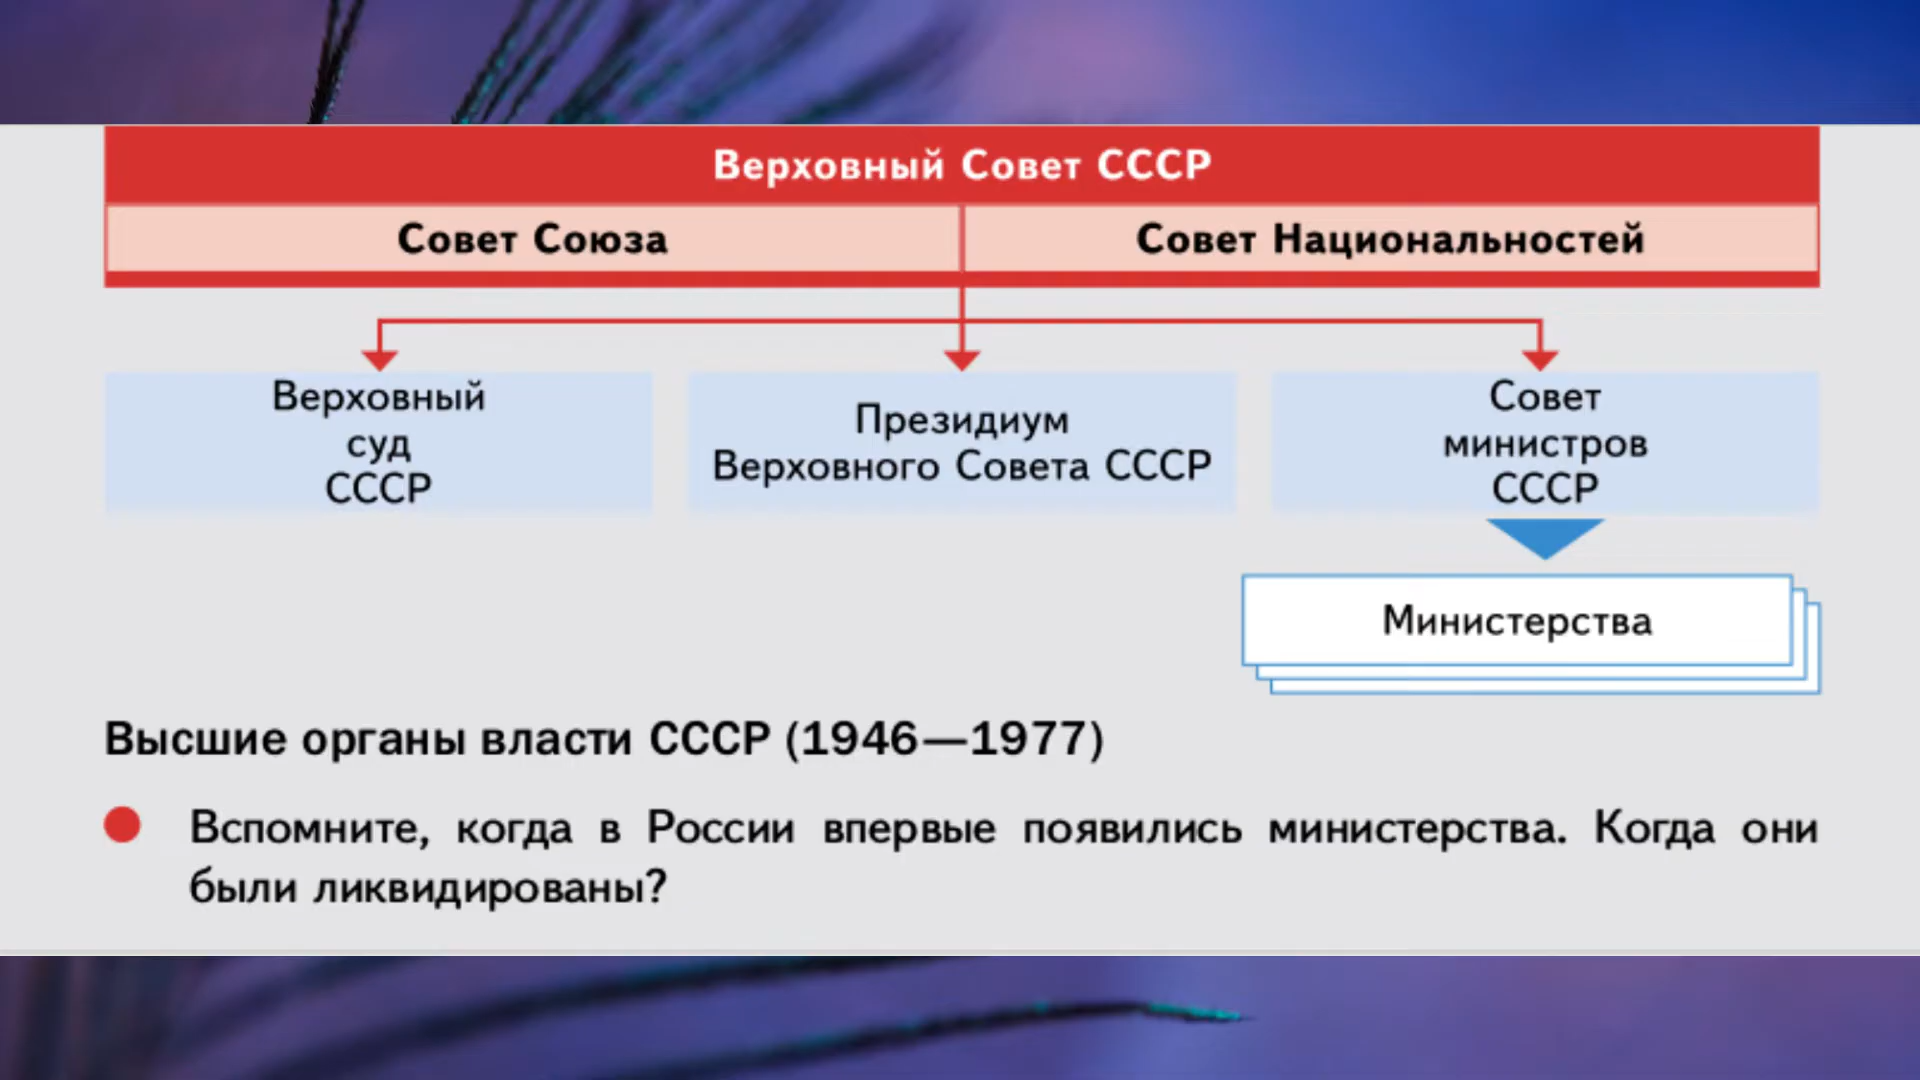 Верховный Совет СССР
Совет Союза
Совет Национальностей
Верховный
суд
СССР
Президиум
Верховного Совета СССР
Совет
министров
СССР
Министерства
Высшие органы власти СССР (1946—1977)
Вспомните, когда в России впервые появились министерства. Когда они
были ликвидированы?